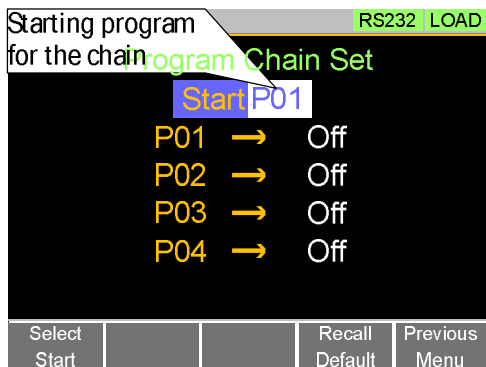 Starting program
for the chain
RS232 LOAD
Program Chain Set
Start P01
P01 → Off
P02 → Off
P03 → Off
P04 → Off
Select Start
Recall Default
Previous Menu